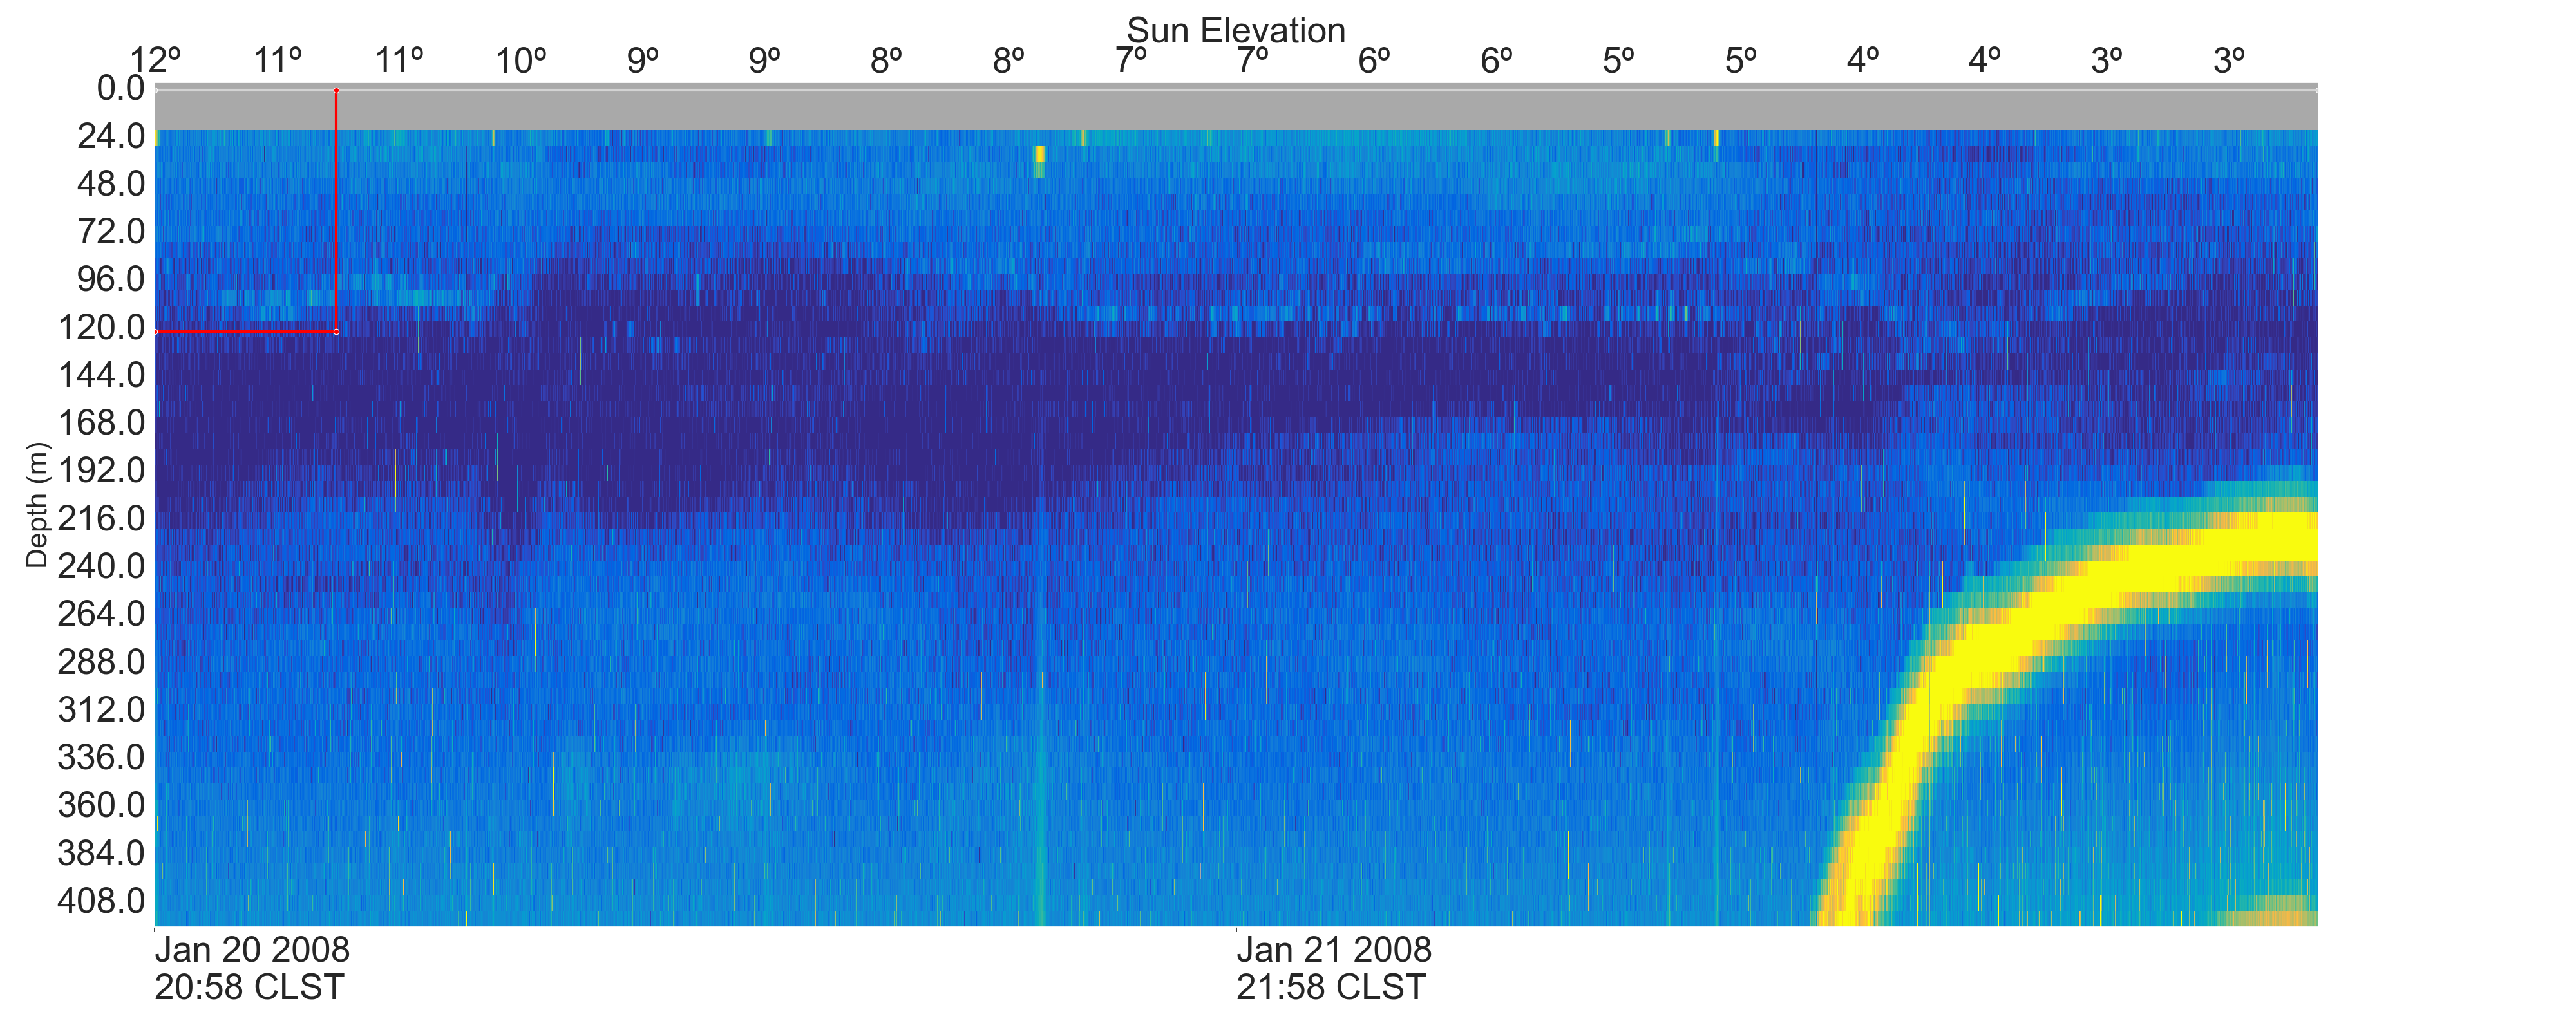 Sun Elevation
12º 11º 11º 10º 9º 9º 8º 8º 7º 7º 6º 6º 5º 5º 4º 4º 3º 3º
0.0
24.0
48.0
72.0
96.0
120.0
144.0
168.0
192.0
216.0
240.0
264.0
288.0
312.0
336.0
360.0
384.0
408.0
Depth (m)
Jan 20 2008
20:58 CLST
Jan 21 2008
21:58 CLST